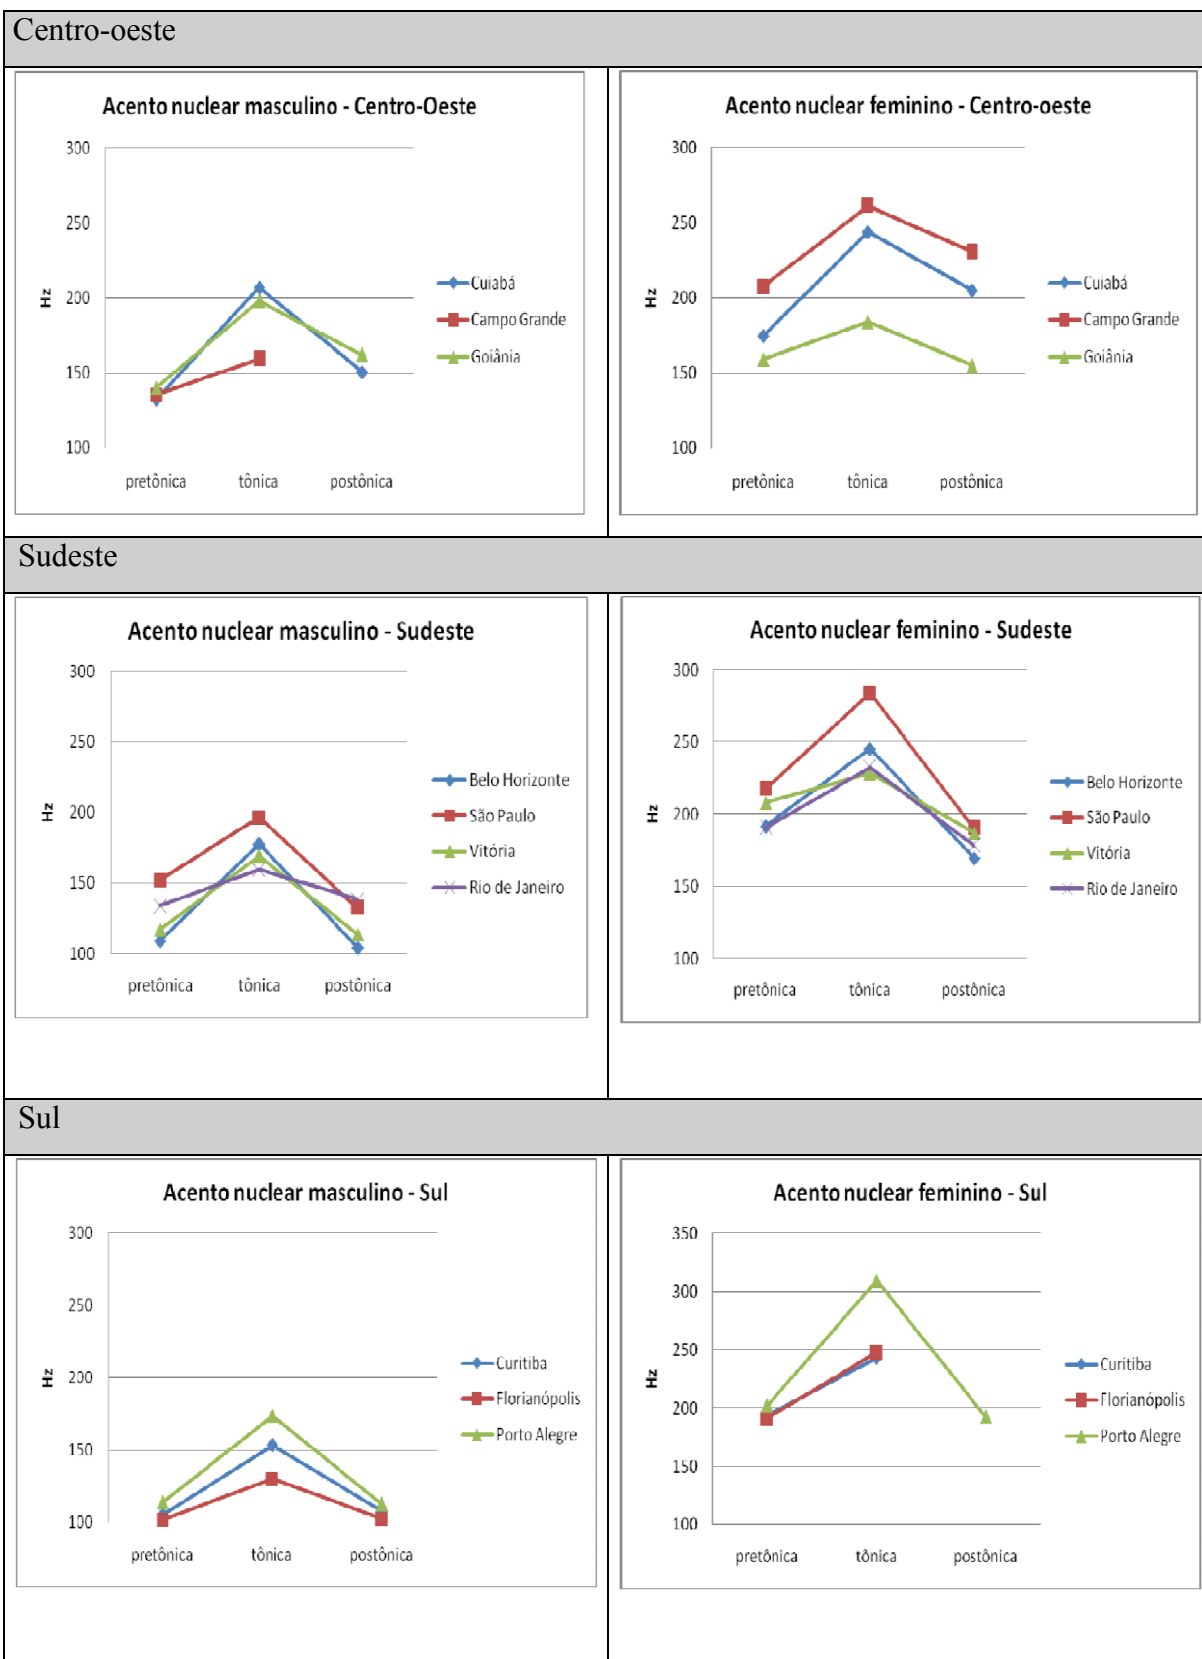 Centro-oeste
Acento nuclear masculino - Centro-Oeste
300
250
200
150
100
Hz
pretônica tônica postônica
Cuiabá
Campo Grande
Goiânia
Acento nuclear feminino - Centro-oeste
300
250
200
150
100
Hz
pretônica tônica postônica
Cuiabá
Campo Grande
Goiânia
Sudeste
Acento nuclear masculino - Sudeste
300
250
200
150
100
Hz
pretônica tônica postônica
Belo Horizonte
São Paulo
Vitória
Rio de Janeiro
Acento nuclear feminino - Sudeste
300
250
200
150
100
Hz
pretônica tônica postônica
Belo Horizonte
São Paulo
Vitória
Rio de Janeiro
Sul
Acento nuclear masculino - Sul
300
250
200
150
100
Hz
pretônica tônica postônica
Curitiba
Florianópolis
Porto Alegre
Acento nuclear feminino - Sul
350
300
250
200
150
100
Hz
pretônica tônica postônica
Curitiba
Florianópolis
Porto Alegre